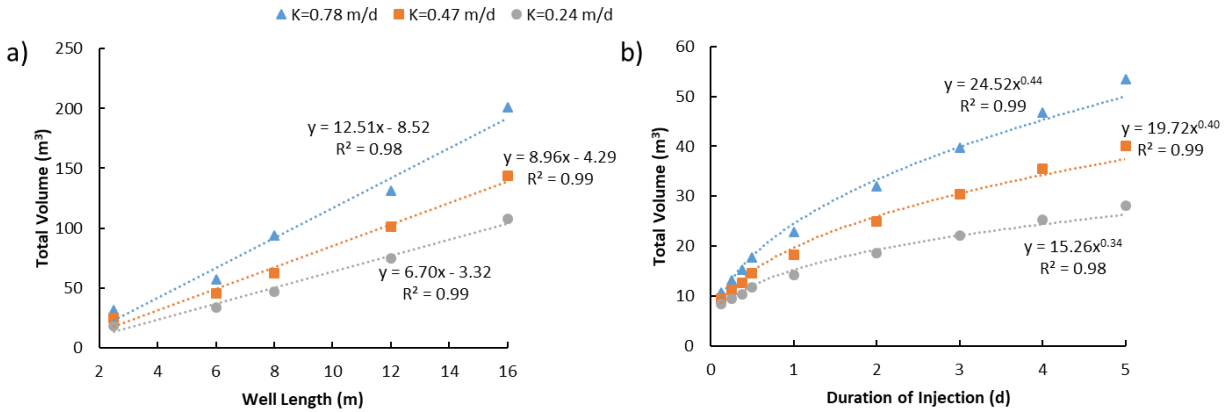 K=0.78 m/d K=0.47 m/d K=0.24 m/d
a)
250
200
150
100
50
0
Total Volume (m³)
y = 12.51x - 8.52
R² = 0.98
y = 8.96x - 4.29
R² = 0.99
y = 6.70x - 3.32
R² = 0.99
2 4 6 8 10 12 14 16
Well Length (m)
b)
60
50
40
30
20
10
0
Total Volume (m³)
y = 24.52x^0.44
R² = 0.99
y = 19.72x^0.40
R² = 0.99
y = 15.26x^0.34
R² = 0.98
0 1 2 3 4 5
Duration of Injection (d)